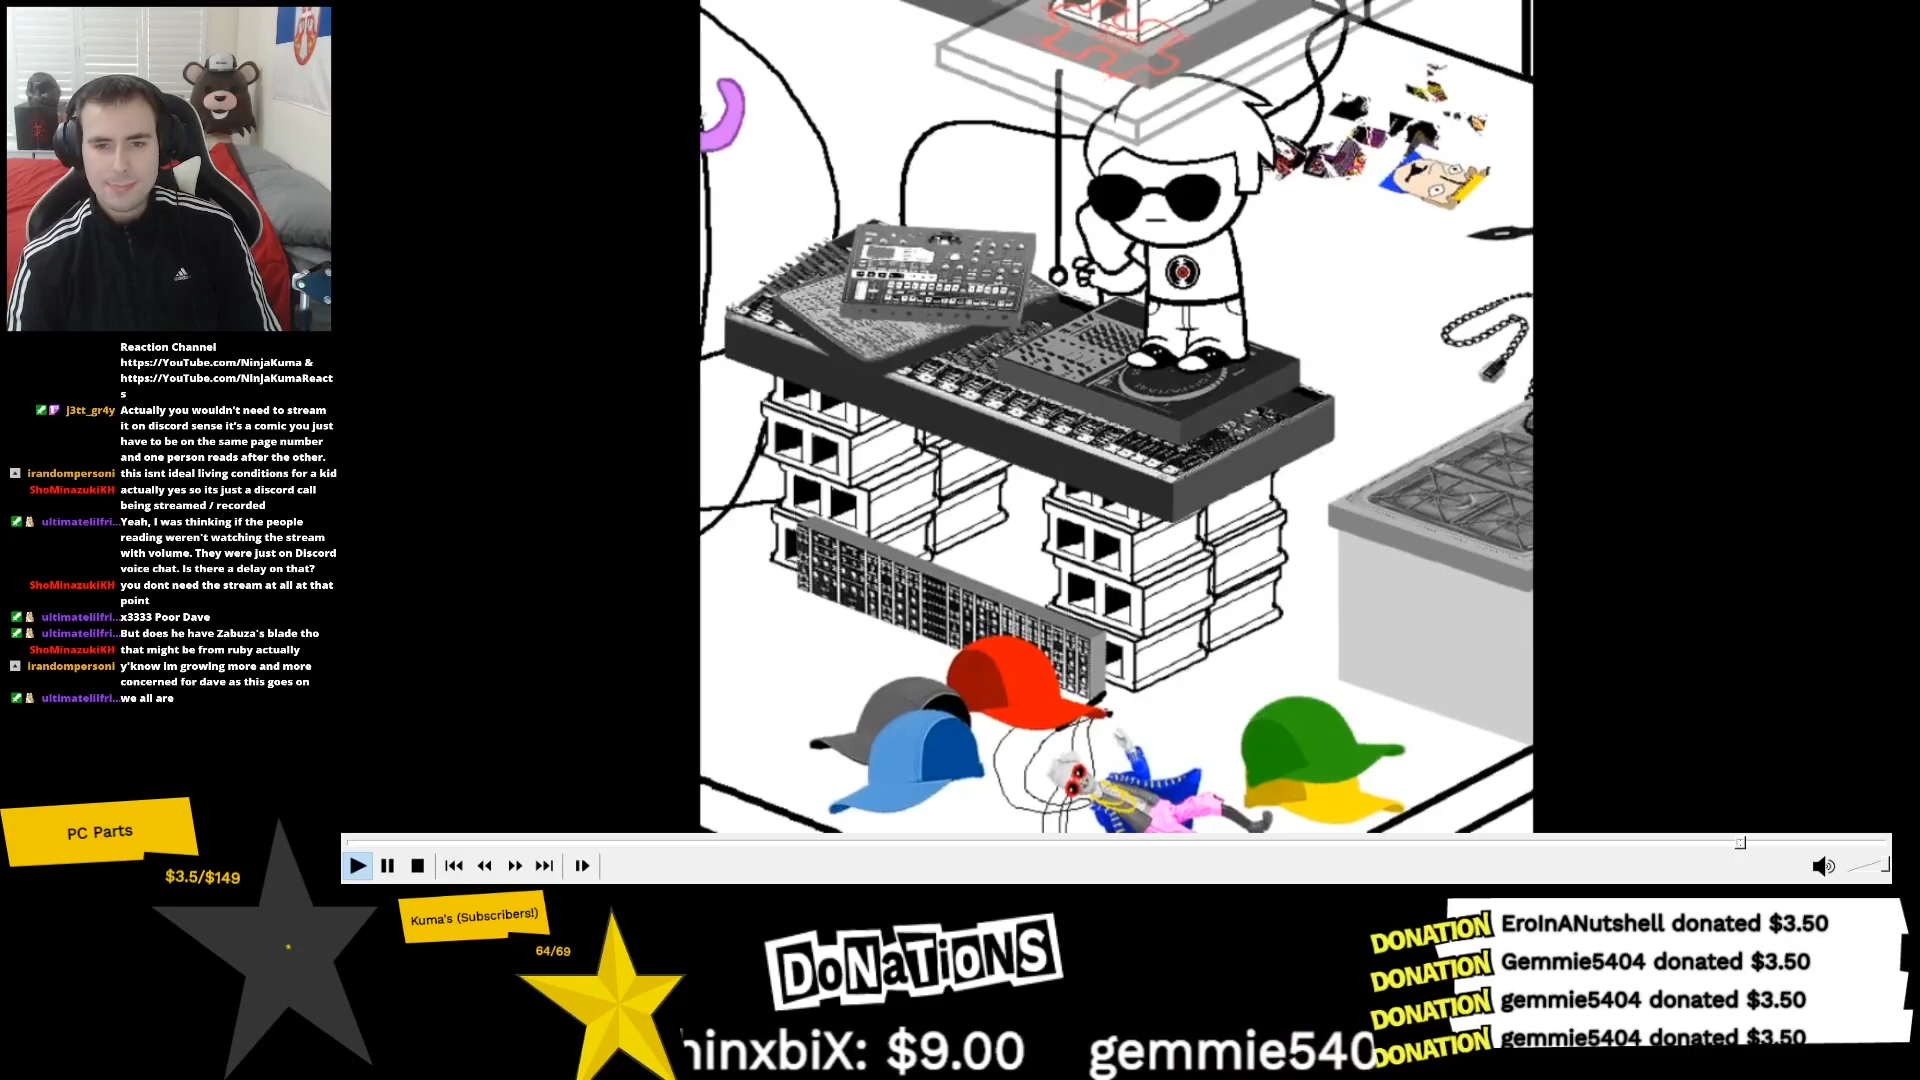 Reaction Channel
https://YouTube.com/NinjaKuma &
https://YouTube.com/NinjaKumaReact
s
j3tt_gr4y Actually you wouldn't need to stream
it on discord sense it's a comic you just
have to be on the same page number
and one person reads after the other.
irandompersoni this isnt ideal living conditions for a kid
ShoMinazukiKH actually yes so its just a discord call
being streamed / recorded
ultimatelilfri... Yeah, I was thinking if the people
reading weren't watching the stream
with volume. They were just on Discord
voice chat. Is there a delay on that?
ShoMinazukiKH you dont need the stream at all at that
point
ultimatelilfri... x3333 Poor Dave
ultimatelilfri... But does he have Zabuza's blade tho
ShoMinazukiKH that might be from ruby actually
irandompersoni y'know im growing more and more
concerned for dave as this goes on
ultimatelilfri... we all are
PC Parts
$3.5/$149
Kuma's (Subscribers!)
64/69
DoNaTiONS
ninxbiX: $9.00 gemmie540
DONATION EroInANutshell donated $3.50
DONATION Gemmie5404 donated $3.50
DONATION gemmie5404 donated $3.50
DONATION gemmie5404 donated $3.50